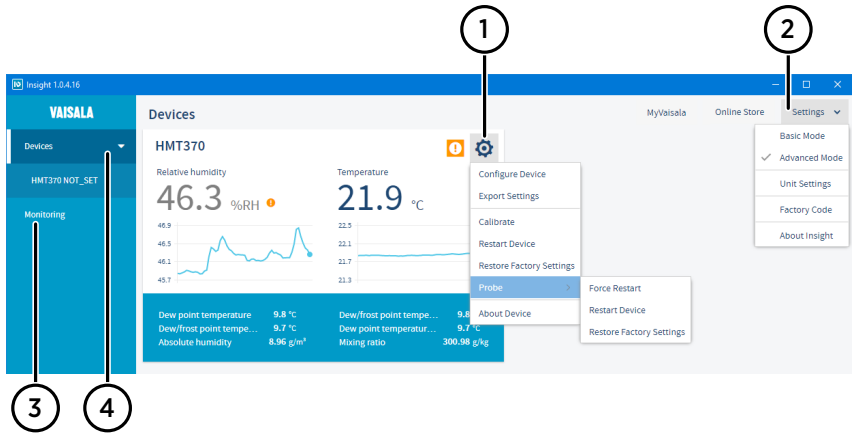 1
2
Insight 1.0.4.16
VAISALA
Devices
MyVaisala
Online Store
Settings
Devices
HMT370 NOT_SET
Monitoring
HMT370
Relative humidity
46.3 %RH
46.9
46.5
46.1
45.7
Temperature
21.9 °C
22.5
22.1
21.7
21.3
Dew point temperature 9.8 °C
Dew/frost point tempe... 9.7 °C
Absolute humidity 8.96 g/m³
Dew/frost point tempe... 9.8
Dew point temperatur... 9.7 °C
Mixing ratio 300.98 g/kg
Configure Device
Export Settings
Calibrate
Restart Device
Restore Factory Settings
Probe
About Device
Force Restart
Restart Device
Restore Factory Settings
Basic Mode
Advanced Mode
Unit Settings
Factory Code
About Insight
3
4